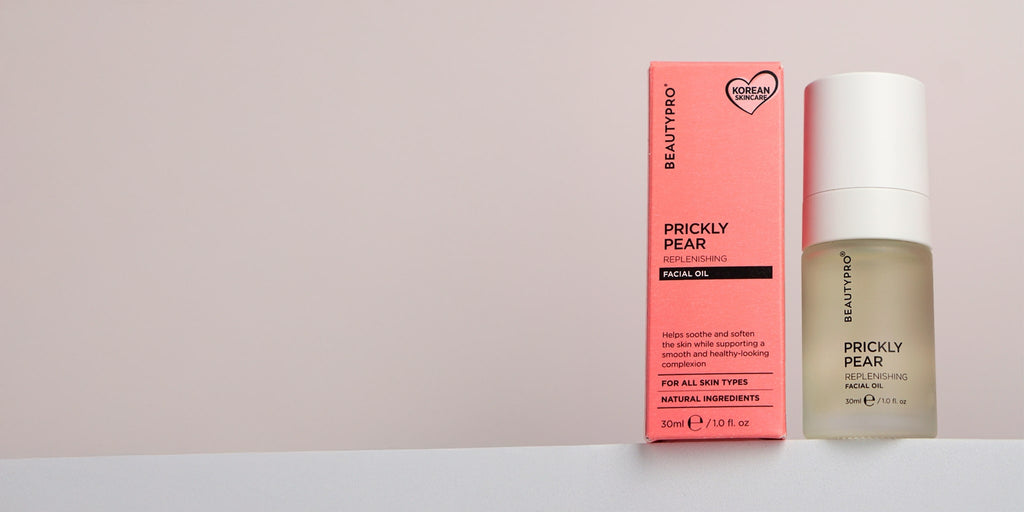 KOREAN
SKINCARE
BEAUTYPRO®
PRICKLY
PEAR
REPLENISHING
FACIAL OIL
Helps soothe and soften
the skin while supporting a
smooth and healthy-looking
complexion
FOR ALL SKIN TYPES
NATURAL INGREDIENTS
30ml ℮ / 1.0 fl. oz
BEAUTYPRO®
PRICKLY
PEAR
REPLENISHING
FACIAL OIL
30ml ℮ / 1.0 fl. oz